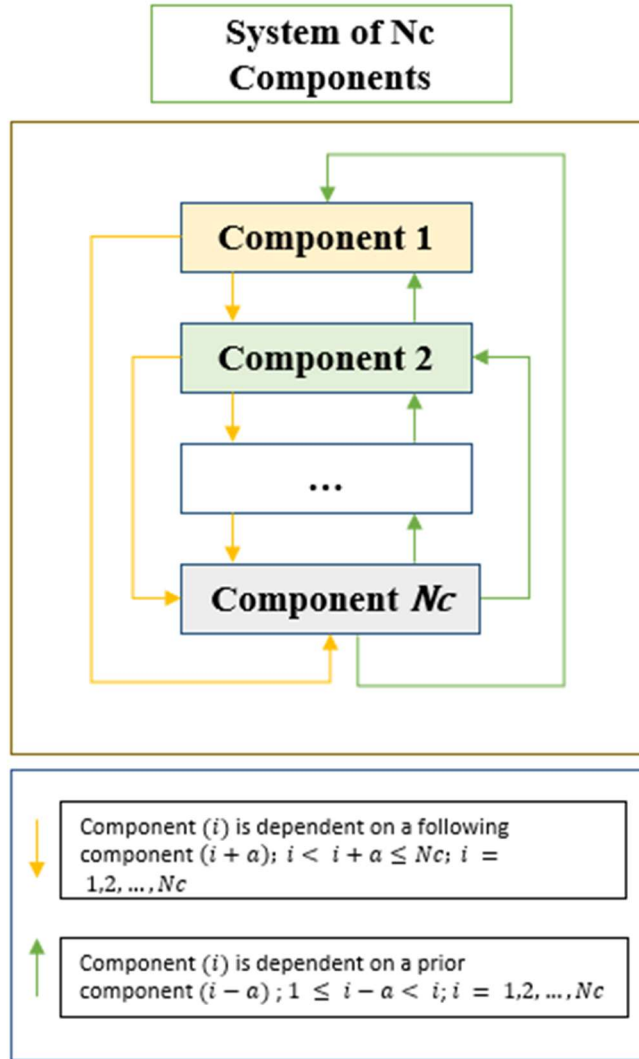 System of Nc
Components
Component 1
Component 2
...
Component Nc
Component (i) is dependent on a following
component (i + a); i < i + a ≤ Nc; i =
1,2, ..., Nc
Component (i) is dependent on a prior
component (i − a) ; 1 ≤ i − a < i; i = 1,2, ..., Nc